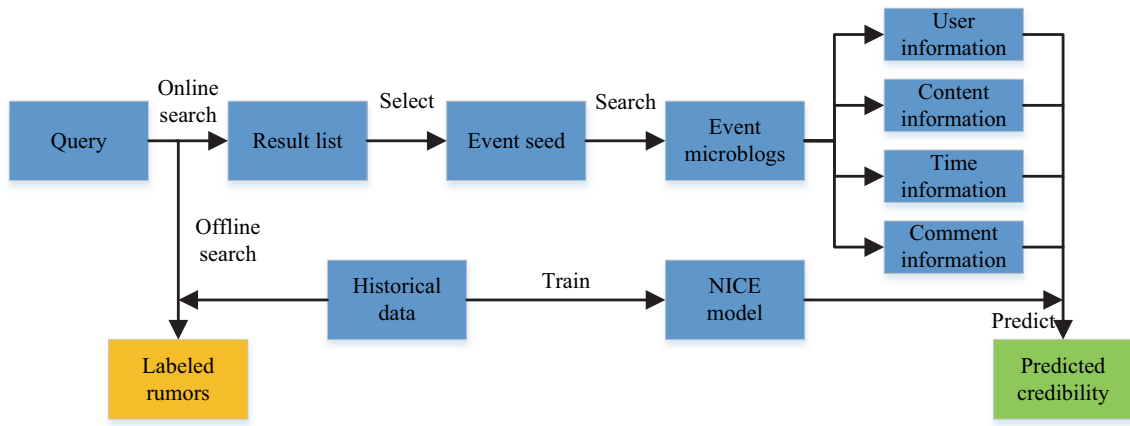 User
information
Online
search
Select
Search
Content
information
Query
Result list
Event seed
Event
microblogs
Time
information
Offline
search
Comment
information
Historical
data
Train
NICE
model
Predict
Labeled
rumors
Predicted
credibility